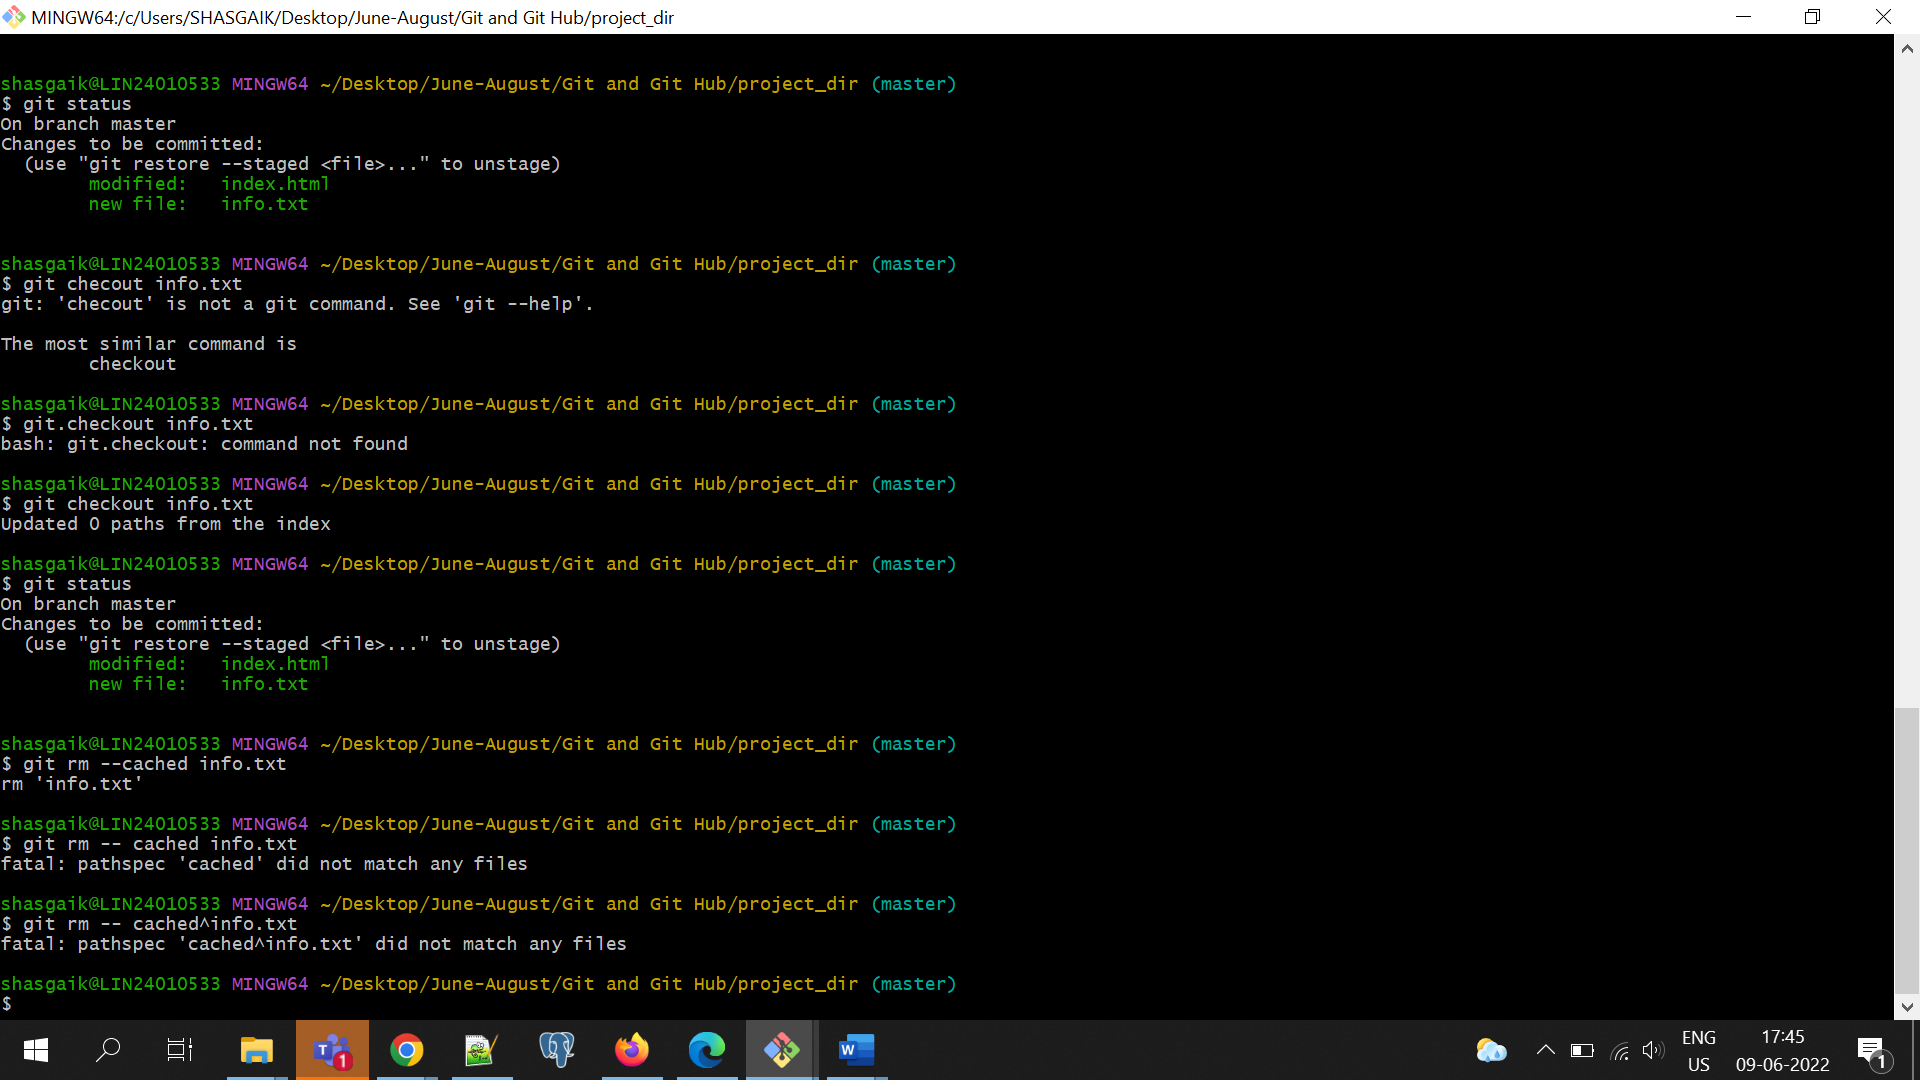 MINGW64:/c/Users/SHASGAIK/Desktop/June-August/Git and Git Hub/project_dir
shasgaik@LIN24010533 MINGW64 ~/Desktop/June-August/Git and Git Hub/project_dir (master)
$ git status
On branch master
Changes to be committed:
  (use "git restore --staged <file>..." to unstage)
        modified:   index.html
        new file:   info.txt
shasgaik@LIN24010533 MINGW64 ~/Desktop/June-August/Git and Git Hub/project_dir (master)
$ git checout info.txt
git: 'checout' is not a git command. See 'git --help'.
The most similar command is
        checkout
shasgaik@LIN24010533 MINGW64 ~/Desktop/June-August/Git and Git Hub/project_dir (master)
$ git.checkout info.txt
bash: git.checkout: command not found
shasgaik@LIN24010533 MINGW64 ~/Desktop/June-August/Git and Git Hub/project_dir (master)
$ git checkout info.txt
Updated 0 paths from the index
shasgaik@LIN24010533 MINGW64 ~/Desktop/June-August/Git and Git Hub/project_dir (master)
$ git status
On branch master
Changes to be committed:
  (use "git restore --staged <file>..." to unstage)
        modified:   index.html
        new file:   info.txt
shasgaik@LIN24010533 MINGW64 ~/Desktop/June-August/Git and Git Hub/project_dir (master)
$ git rm --cached info.txt
rm 'info.txt'
shasgaik@LIN24010533 MINGW64 ~/Desktop/June-August/Git and Git Hub/project_dir (master)
$ git rm -- cached info.txt
fatal: pathspec 'cached' did not match any files
shasgaik@LIN24010533 MINGW64 ~/Desktop/June-August/Git and Git Hub/project_dir (master)
$ git rm -- cached^info.txt
fatal: pathspec 'cached^info.txt' did not match any files
shasgaik@LIN24010533 MINGW64 ~/Desktop/June-August/Git and Git Hub/project_dir (master)
$
T 1
W
ENG
US
17:45
09-06-2022
1